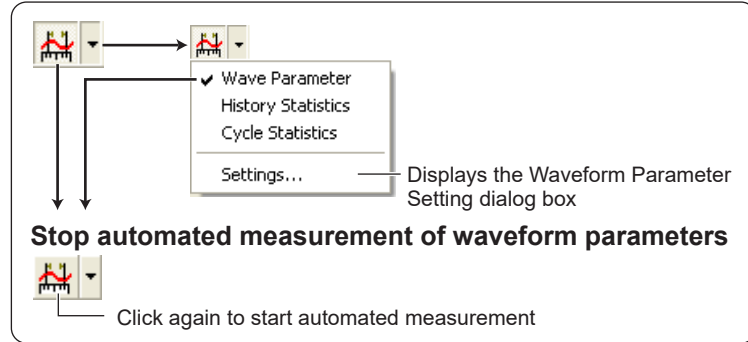 Wave Parameter
History Statistics
Cycle Statistics
Settings...
Displays the Waveform Parameter
Setting dialog box
Stop automated measurement of waveform parameters
Click again to start automated measurement